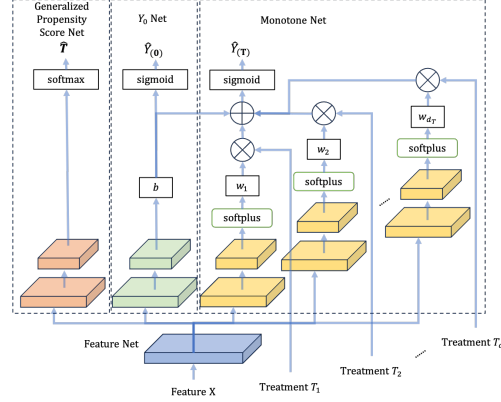 Generalized
Propensity
Score Net
Y₀ Net
Monotone Net
T̂
Ŷ₍₀₎
Ŷ₍T₎
softmax
sigmoid
sigmoid
b
w₁
w₂
w_{d_T}
softplus
softplus
softplus
......
Feature Net
Feature X
Treatment T₁
Treatment T₂
......